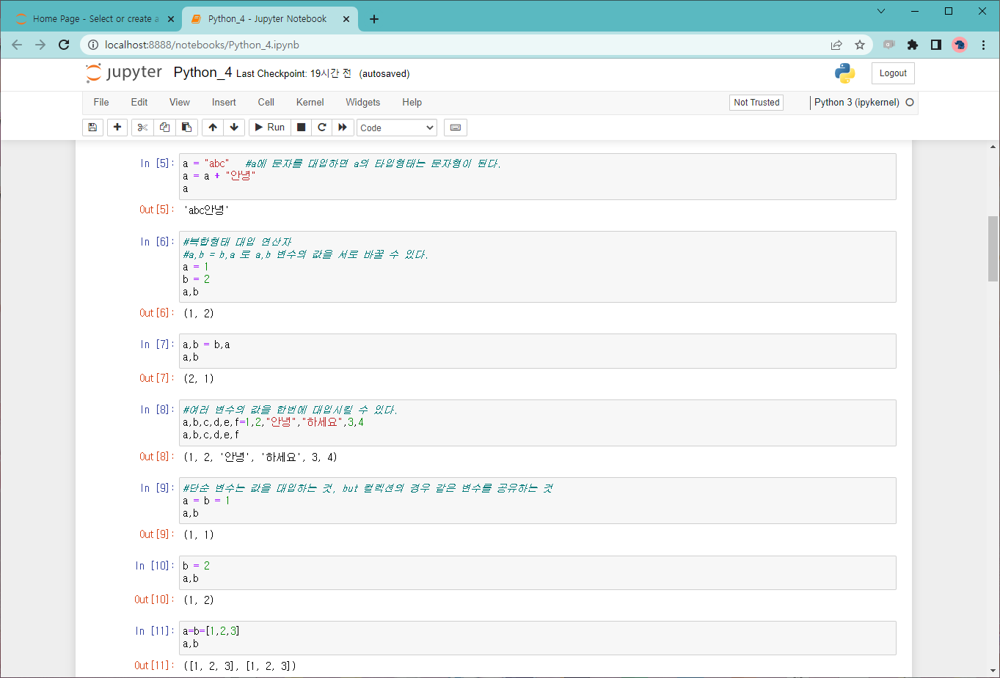 Home Page - Select or create a
Python_4 - Jupyter Notebook
localhost:8888/notebooks/Python_4.ipynb
jupyter Python_4 Last Checkpoint: 19시간 전 (autosaved)
Logout
File Edit View Insert Cell Kernel Widgets Help
Not Trusted
Python 3 (ipykernel)
Run
Code
In [5]: a = "abc" #a에 문자를 대입하면 a의 타입형태는 문자형이 된다.
a = a + "안녕"
a
Out[5]: 'abc안녕'
In [6]: #복합형태 대입 연산자
#a,b = b,a 로 a,b 변수의 값을 서로 바꿀 수 있다.
a = 1
b = 2
a,b
Out[6]: (1, 2)
In [7]: a,b = b,a
a,b
Out[7]: (2, 1)
In [8]: #여러 변수의 값을 한번에 대입시킬 수 있다.
a,b,c,d,e,f=1,2,"안녕","하세요",3,4
a,b,c,d,e,f
Out[8]: (1, 2, '안녕', '하세요', 3, 4)
In [9]: #단순 변수는 값을 대입하는 것, but 컬렉션의 경우 같은 변수를 공유하는 것
a = b = 1
a,b
Out[9]: (1, 1)
In [10]: b = 2
a,b
Out[10]: (1, 2)
In [11]: a=b=[1,2,3]
a,b
Out[11]: ([1, 2, 3], [1, 2, 3])